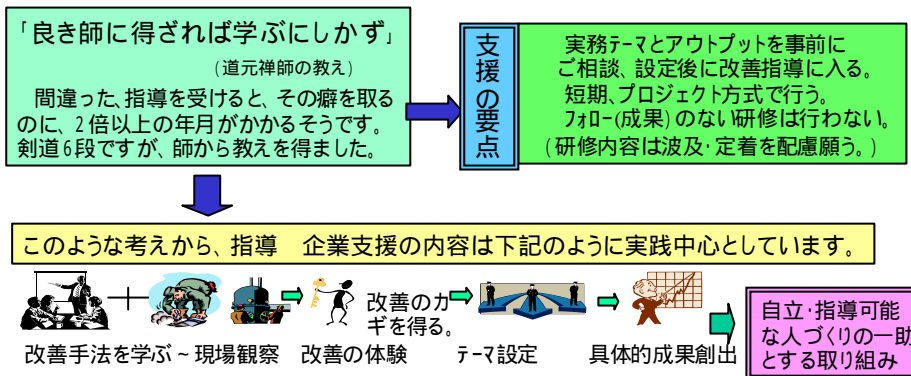 「良き師に得ざれば学ぶにしかず」
(道元禅師の教え)
間違った、指導を受けると、その癖を取る
のに、2倍以上の年月がかかるそうです。
剣道6段ですが、師から教えを得ました。
支援の要点
実務テーマとアウトプットを事前に
ご相談、設定後に改善指導に入る。
短期、プロジェクト方式で行う。
フォロー(成果)のない研修は行わない。
(研修内容は波及・定着を配慮願う。)
このような考えから、指導 企業支援の内容は下記のように実践中心としています。
改善のカ
ギを得る。
改善手法を学ぶ~現場観察
改善の体験
テーマ設定
具体的成果創出
自立・指導可能
な人づくりの一助
とする取り組み